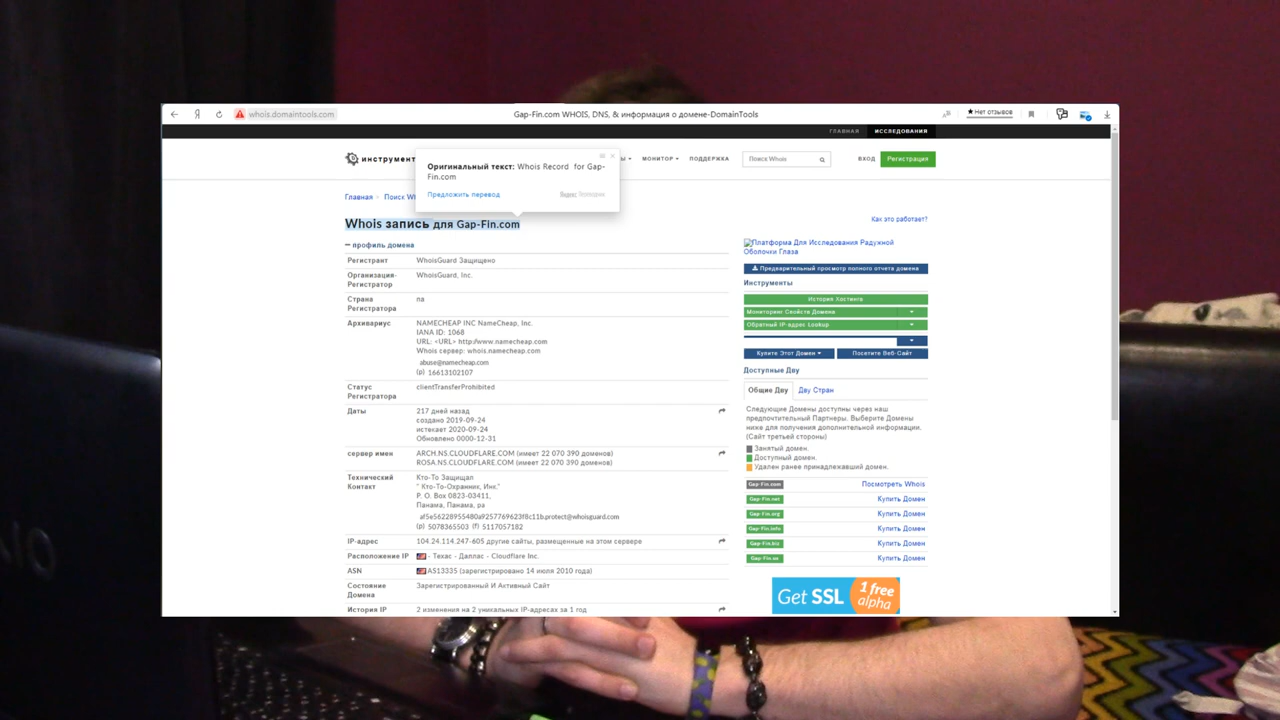 whois.domaintools.com
Gap-Fin.com WHOIS, DNS, & информация о домене-DomainTools
Нет отзывов
ГЛАВНАЯ
ИССЛЕДОВАНИЯ
инструмент
МОНИТОР
ПОДДЕРЖКА
Поиск Whois
ВХОД
Регистрация
Оригинальный текст: Whois Record for Gap-
Fin.com
Предложить перевод
Главная
Поиск
Whois запись для Gap-Fin.com
Как это работает?
профиль домена
Регистрант WhoisGuard Защищено
Организация- WhoisGuard, Inc.
Регистратор
Страна na
Регистратора
Архивариус NAMECHEAP INC NameCheap, Inc.
IANA ID: 1068
URL: <URL> http://www.namecheap.com
Whois сервер: whois.namecheap.com
abuse@namecheap.com
(p) 16613102107
Статус clientTransferProhibited
Регистратора
Даты 217 дней назад
создано 2019-09-24
истекает 2020-09-24
Обновлено 0000-12-31
сервер имен ARCH.NS.CLOUDFLARE.COM (имеет 22 070 390 доменов)
ROSA.NS.CLOUDFLARE.COM (имеет 22 070 390 доменов)
Технический Кто-То Защищал
Контакт " Кто-То-Охранник, Инк."
P. O. Box 0823-03411,
Панама, Панама, pa
af5e56228955480a9257769623f8c11b.protect@whoisguard.com
(p) 5078365503 (f) 5117057182
IP-адрес 104.24.114.247-605 другие сайты, размещенные на этом сервере
Расположение IP - Техас - Даллас - Cloudflare Inc.
ASN AS13335 (зарегистрировано 14 июля 2010 года)
Состояние Зарегистрированный И Активный Сайт
Домена
История IP 2 изменения на 2 уникальных IP-адресах за 1 год
Платформа Для Исследования Радужной
Оболочки Глаза
Предварительный просмотр полного отчета домена
Инструменты
История Хостинга
Мониторинг Свойств Домена
Обратный IP-адрес Lookup
Купите Этот Домен
Посетите Веб-Сайт
Доступные Дву
Общие Дву
Дву Стран
Следующие Домены доступны через наш
предпочтительный Партнеры. Выберите Домены
ниже для получения дополнительной информации.
(Сайт третьей стороны)
Занятый домен.
Доступный домен.
Удален ранее принадлежавший домен.
Gap-Fin.com Посмотреть Whois
Gap-Fin.net Купить Домен
Gap-Fin.org Купить Домен
Gap-Fin.info Купить Домен
Gap-Fin.biz Купить Домен
Gap-Fin.us Купить Домен
Get SSL
1 free
alpha